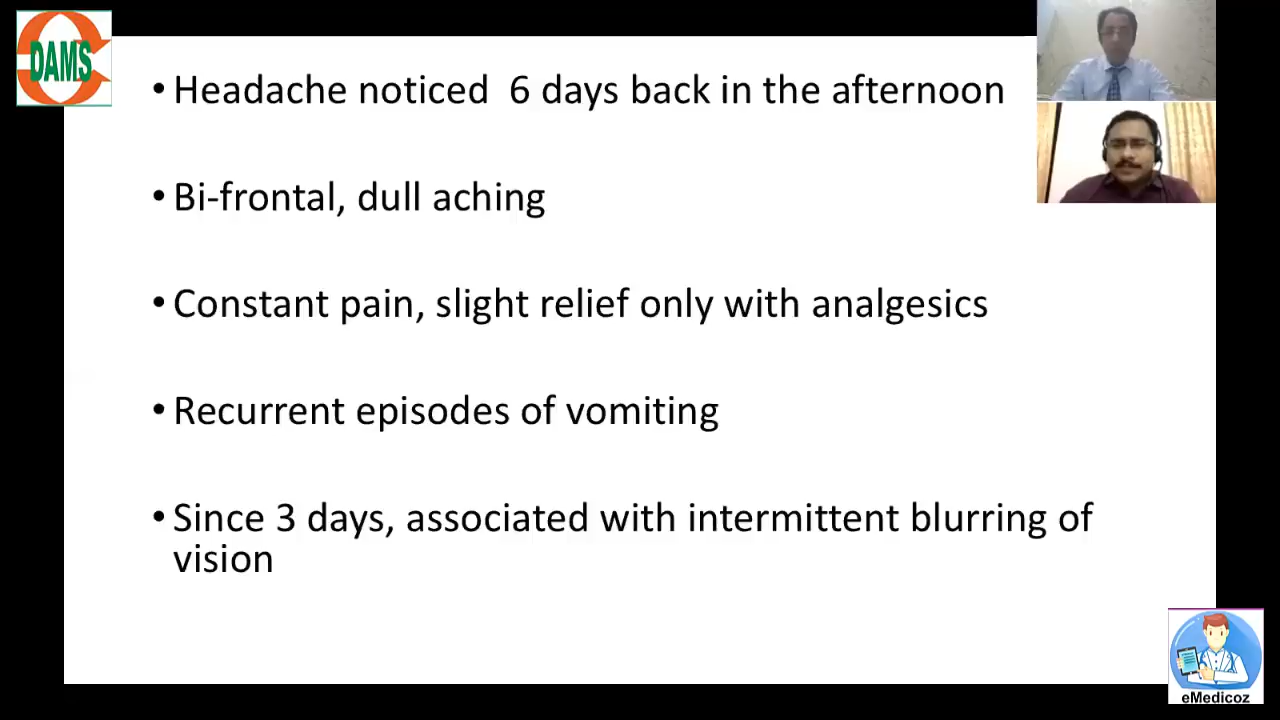 DAMS
• Headache noticed  6 days back in the afternoon
• Bi-frontal, dull aching
• Constant pain, slight relief only with analgesics
• Recurrent episodes of vomiting
• Since 3 days, associated with intermittent blurring of
vision
eMedicoz